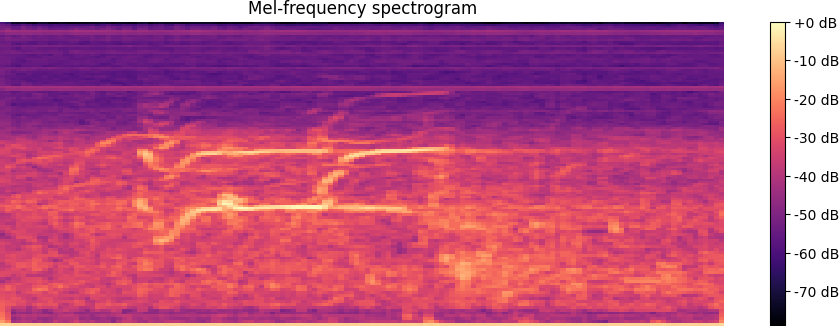 Mel-frequency spectrogram
+0 dB
-10 dB
-20 dB
-30 dB
-40 dB
-50 dB
-60 dB
-70 dB